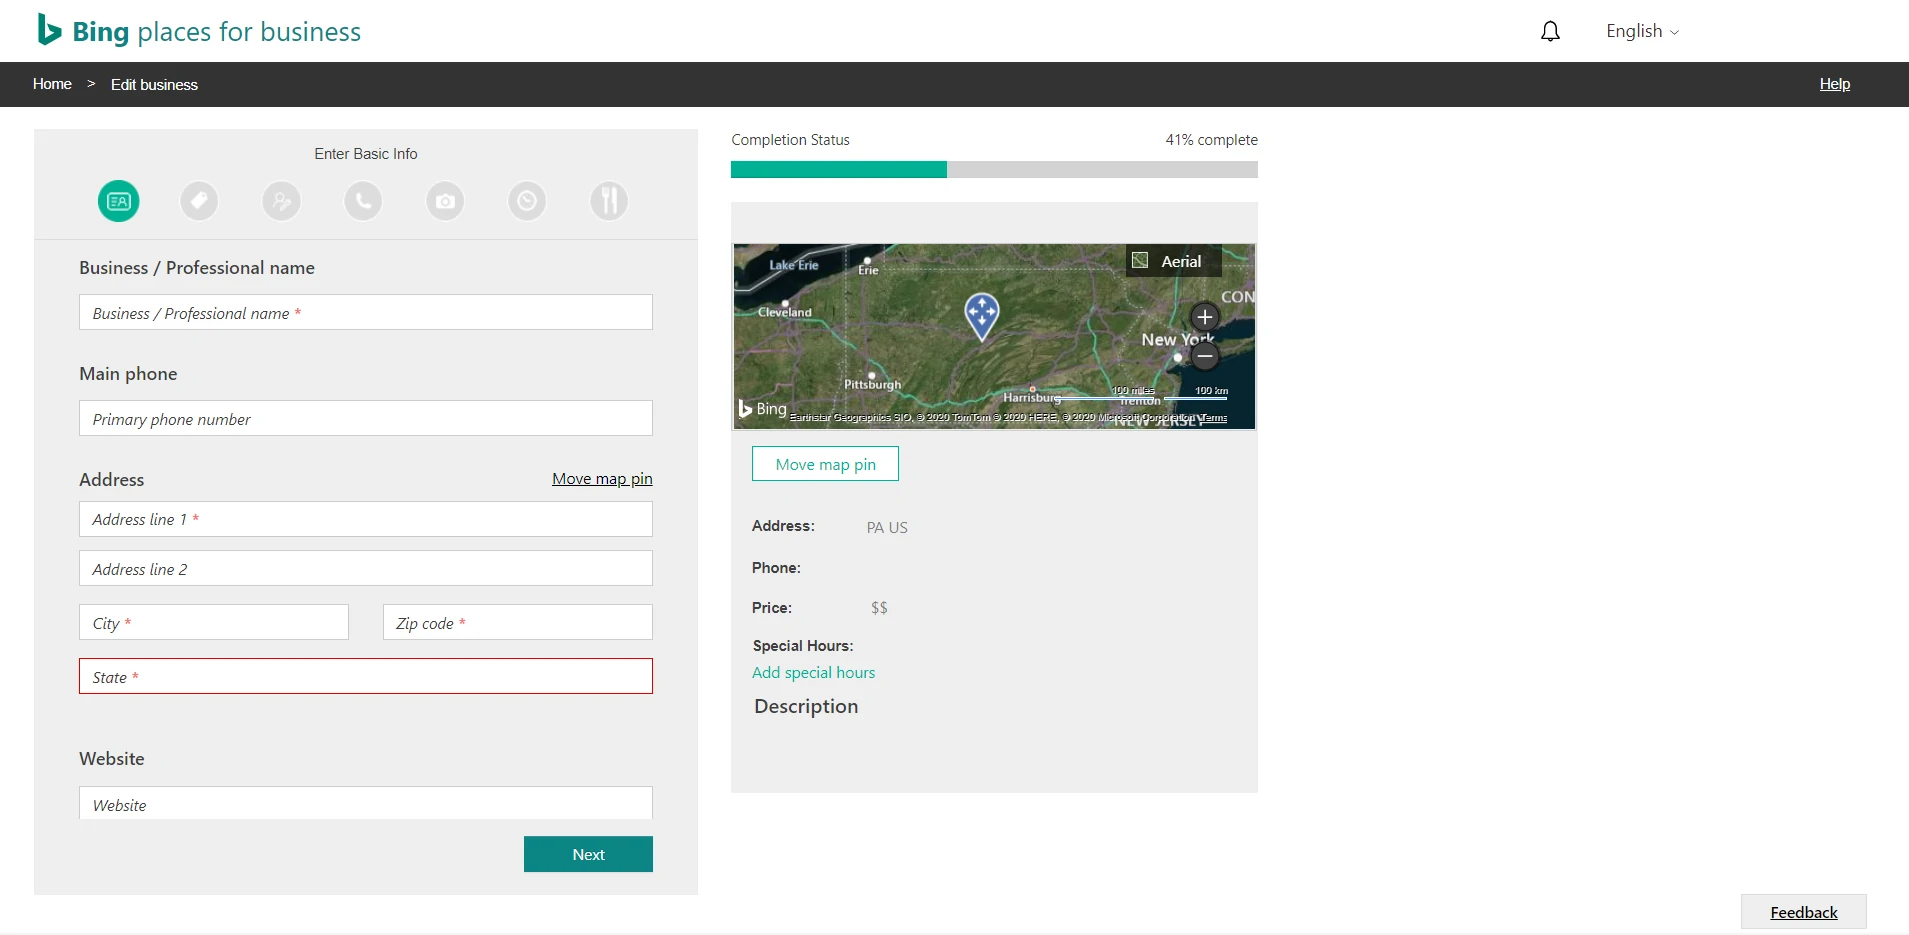 Bing places for business
English
Home > Edit business
Help
Enter Basic Info
Business / Professional name
Business / Professional name *
Main phone
Primary phone number
Address
Move map pin
Address line 1 *
Address line 2
City *
Zip code *
State *
Website
Website
Next
Completion Status
41% complete
Lake Erie
Erie
Aerial
CON
Cleveland
New York
Pittsburgh
100 miles
100 km
Harrisburg
Trenton
Bing
Earthstar Geographics SIO, © 2020 TomTom © 2020 HERE, © 2020 Microsoft Corporation Terms
NEW JERSEY
Move map pin
Address: PA US
Phone:
Price: $$
Special Hours:
Add special hours
Description
Feedback